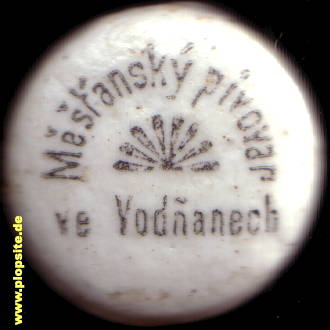 Měšťanský pivovar
ve Vodňanech
www.plopsite.de